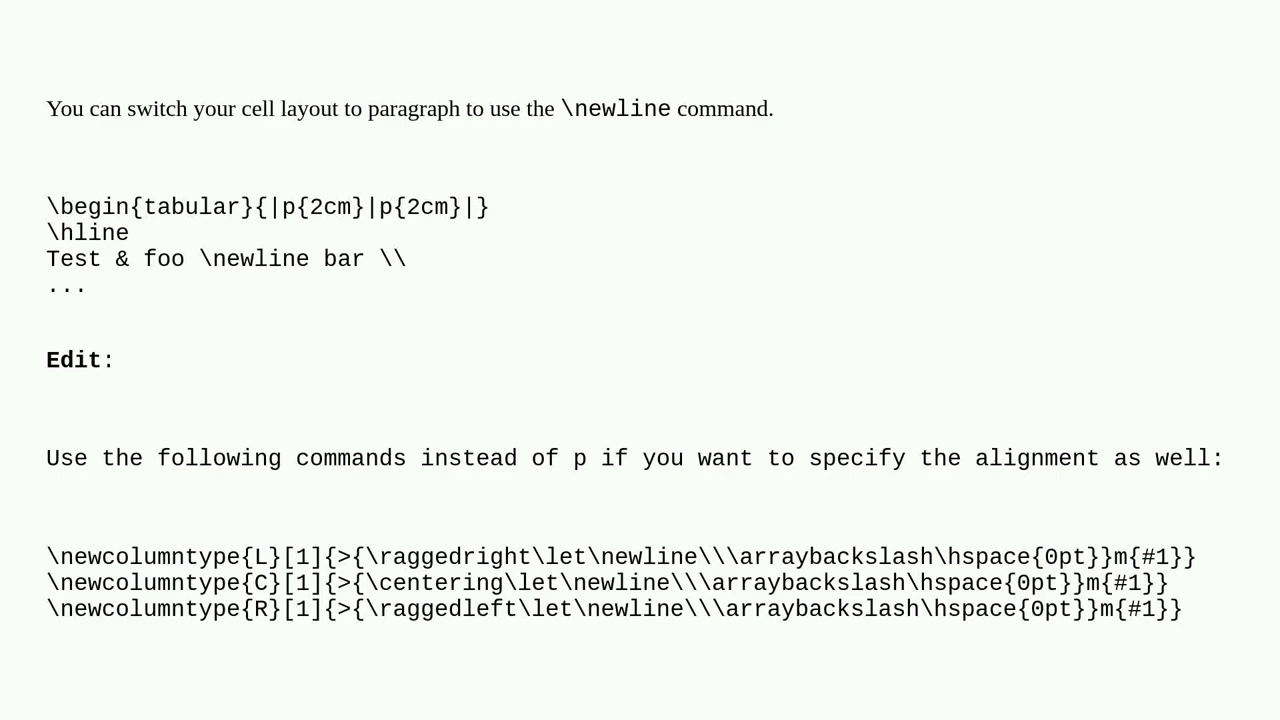 You can switch your cell layout to paragraph to use the \newline command.
\begin{tabular}{|p{2cm}|p{2cm}|}
\hline
Test & foo \newline bar \\
...
Edit:
Use the following commands instead of p if you want to specify the alignment as well:
\newcolumntype{L}[1]{>{\raggedright\let\newline\\\arraybackslash\hspace{0pt}}m{#1}}
\newcolumntype{C}[1]{>{\centering\let\newline\\\arraybackslash\hspace{0pt}}m{#1}}
\newcolumntype{R}[1]{>{\raggedleft\let\newline\\\arraybackslash\hspace{0pt}}m{#1}}